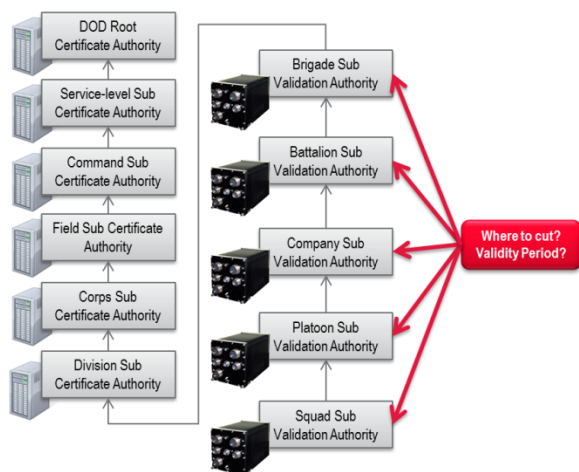 DOD Root
Certificate Authority
Service-level Sub
Certificate Authority
Command Sub
Certificate Authority
Field Sub Certificate
Authority
Corps Sub
Certificate Authority
Division Sub
Certificate Authority
Brigade Sub
Validation Authority
Battalion Sub
Validation Authority
Company Sub
Validation Authority
Platoon Sub
Validation Authority
Squad Sub
Validation Authority
Where to cut?
Validity Period?